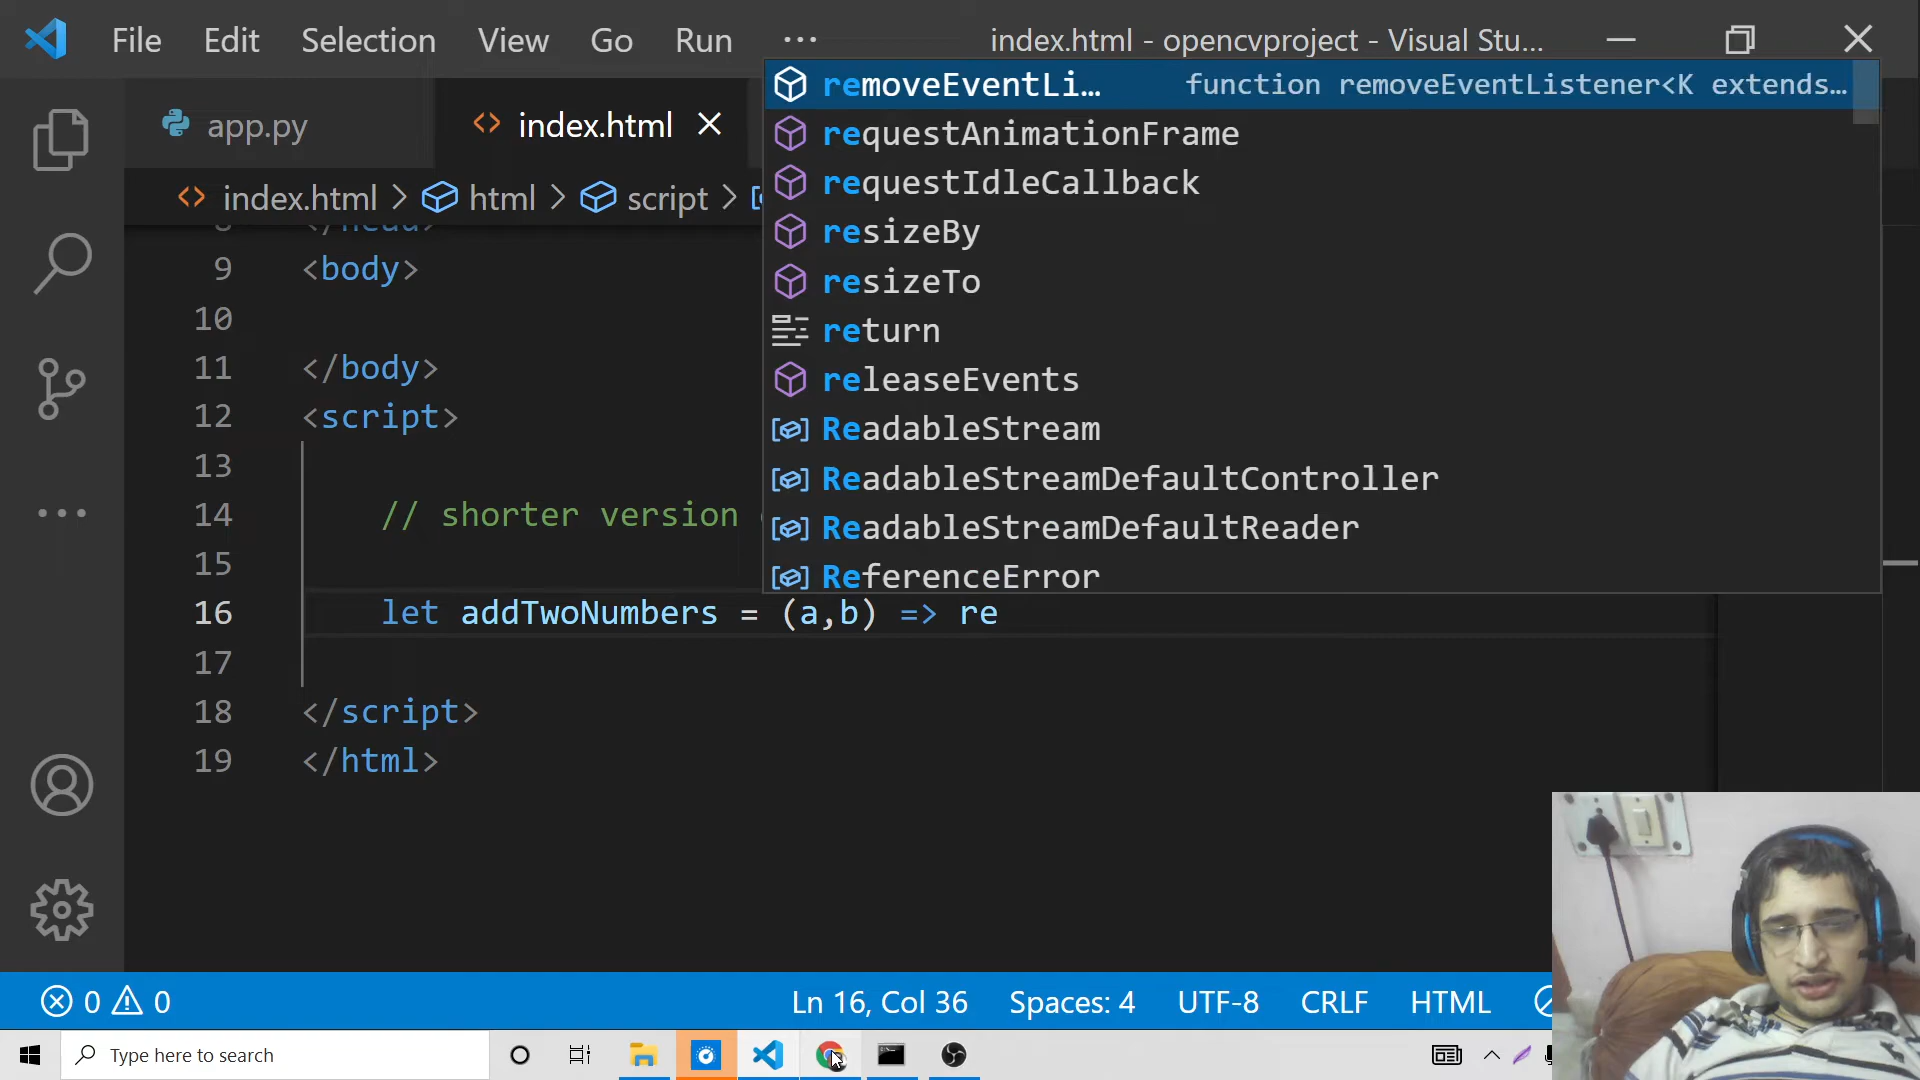 File Edit Selection View Go Run ··· index.html - opencvproject - Visual Stu...
removeEventLi... function removeEventListener<K extends...
app.py index.html
requestAnimationFrame
requestIdleCallback
index.html > html > script >
resizeBy
resizeTo
return
releaseEvents
ReadableStream
ReadableStreamDefaultController
ReadableStreamDefaultReader
ReferenceError
8 </head>
9 <body>
10
11 </body>
12 <script>
13
14 // shorter version
15
16 let addTwoNumbers = (a,b) => re
17
18 </script>
19 </html>
0 0 Ln 16, Col 36 Spaces: 4 UTF-8 CRLF HTML
Type here to search